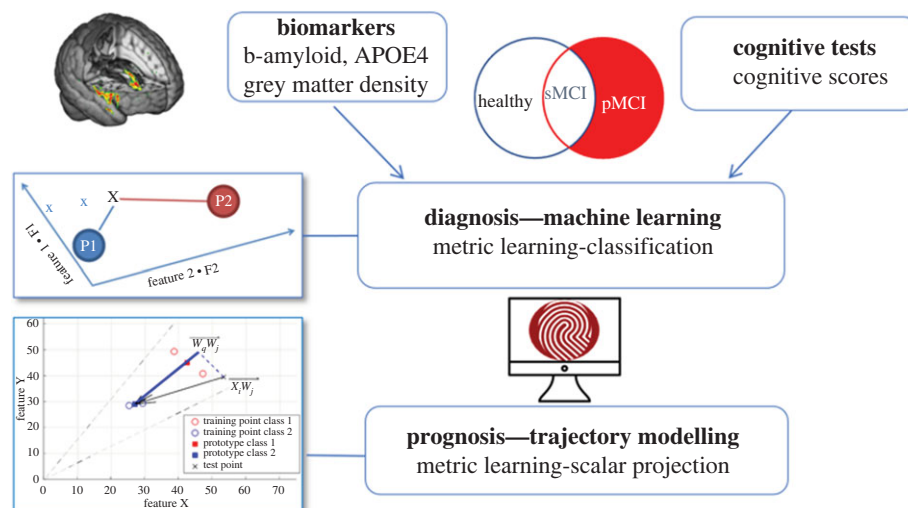 biomarkers
b-amyloid, APOE4
grey matter density
healthy
sMCI
pMCI
cognitive tests
cognitive scores
x
x
X
P2
P1
feature 1 • F1
feature 2 • F2
diagnosis—machine learning
metric learning-classification
60
50
40
30
20
10
0
feature Y
W_qW_j
X_iW_j
training point class 1
training point class 2
prototype class 1
prototype class 2
test point
0 10 20 30 40 50 60 70
feature X
prognosis—trajectory modelling
metric learning-scalar projection